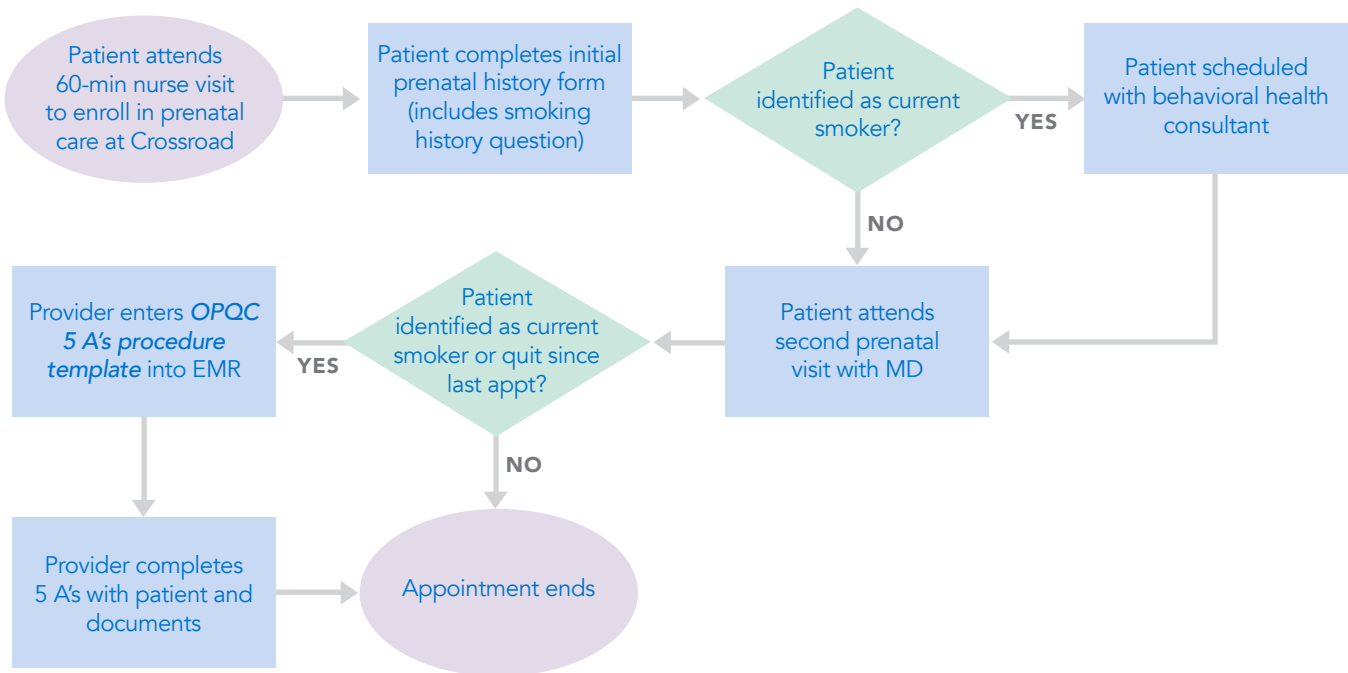 Patient attends
60-min nurse visit
to enroll in prenatal
care at Crossroad
Patient completes initial
prenatal history form
(includes smoking
history question)
Patient
identified as current
smoker?
YES
Patient scheduled
with behavioral health
consultant
NO
Patient attends
second prenatal
visit with MD
Patient
identified as current
smoker or quit since
last appt?
YES
Provider enters OPQC
5 A's procedure
template into EMR
NO
Provider completes
5 A's with patient and
documents
Appointment ends